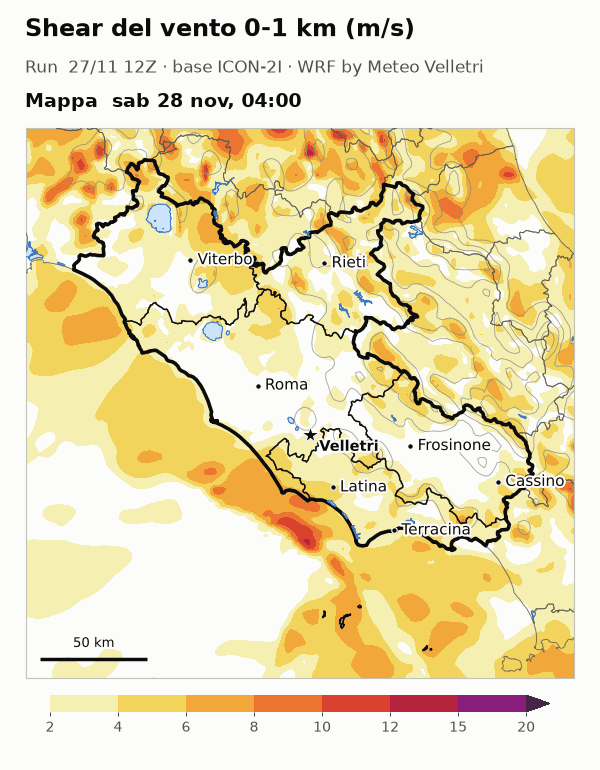 Shear del vento 0-1 km (m/s)
Run 27/11 12Z · base ICON-2I · WRF by Meteo Velletri
Mappa sab 28 nov, 04:00
Viterbo
Rieti
Roma
Velletri
Frosinone
Latina
Cassino
Terracina
50 km
2 4 6 8 10 12 15 20